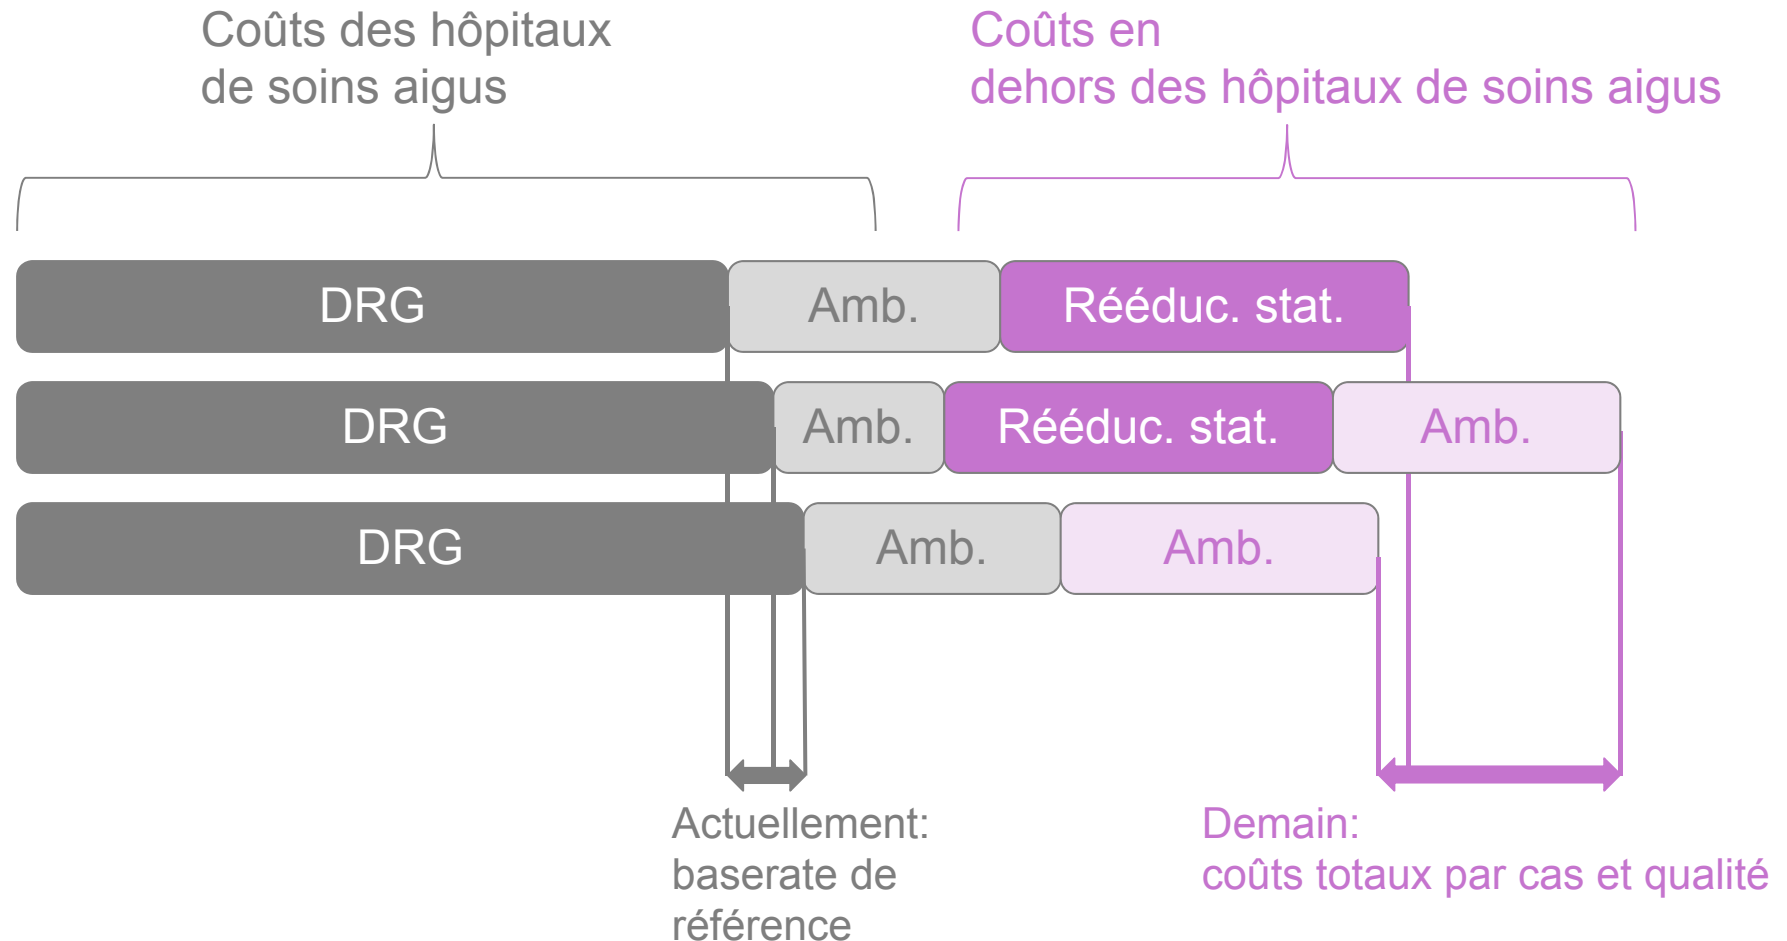 Coûts des hôpitaux
de soins aigus
Coûts en
dehors des hôpitaux de soins aigus
DRG
Amb.
Rééduc. stat.
DRG
Amb.
Rééduc. stat.
Amb.
DRG
Amb.
Amb.
Actuellement:
baserate de
référence
Demain:
coûts totaux par cas et qualité